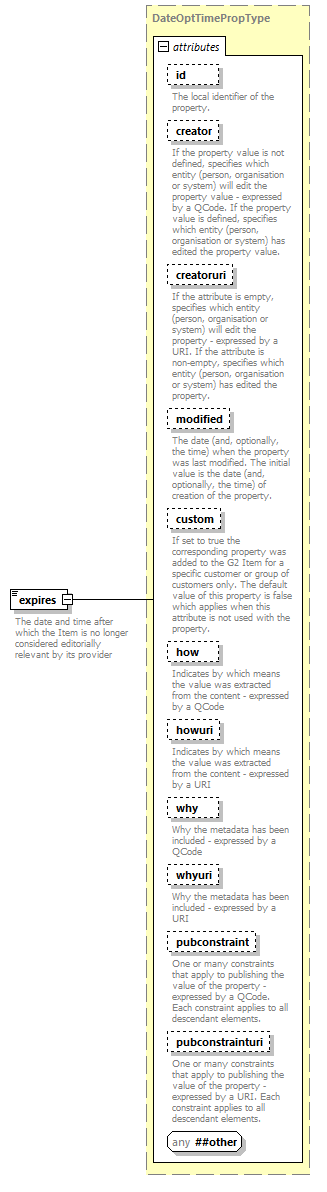 DateOptTimePropType
attributes
id
The local identifier of the
property.
creator
If the property value is not
defined, specifies which
entity (person, organisation
or system) will edit the
property value - expressed
by a QCode. If the property
value is defined, specifies
which entity (person,
organisation or system) has
edited the property value.
creatoruri
If the attribute is empty,
specifies which entity
(person, organisation or
system) will edit the
property - expressed by a
URI. If the attribute is
non-empty, specifies which
entity (person, organisation
or system) has edited the
property.
modified
The date (and, optionally,
the time) when the property
was last modified. The initial
value is the date (and,
optionally, the time) of
creation of the property.
custom
If set to true the
corresponding property was
added to the G2 Item for a
specific customer or group of
customers only. The default
value of this property is false
which applies when this
attribute is not used with the
property.
expires
The date and time after
which the Item is no longer
considered editorially
relevant by its provider
how
Indicates by which means
the value was extracted
from the content - expressed
by a QCode
howuri
Indicates by which means
the value was extracted
from the content - expressed
by a URI
why
Why the metadata has been
included - expressed by a
QCode
whyuri
Why the metadata has been
included - expressed by a
URI
pubconstraint
One or many constraints
that apply to publishing the
value of the property -
expressed by a QCode.
Each constraint applies to all
descendant elements.
pubconstrainturi
One or many constraints
that apply to publishing the
value of the property -
expressed by a URI. Each
constraint applies to all
descendant elements.
any ##other